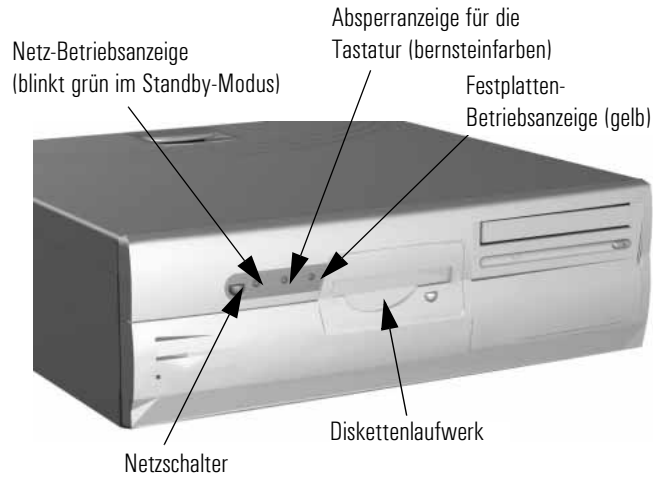 Absperranzeige für die
Tastatur (bernsteinfarben)
Netz-Betriebsanzeige
(blinkt grün im Standby-Modus)
Festplatten-
Betriebsanzeige (gelb)
Diskettenlaufwerk
Netzschalter